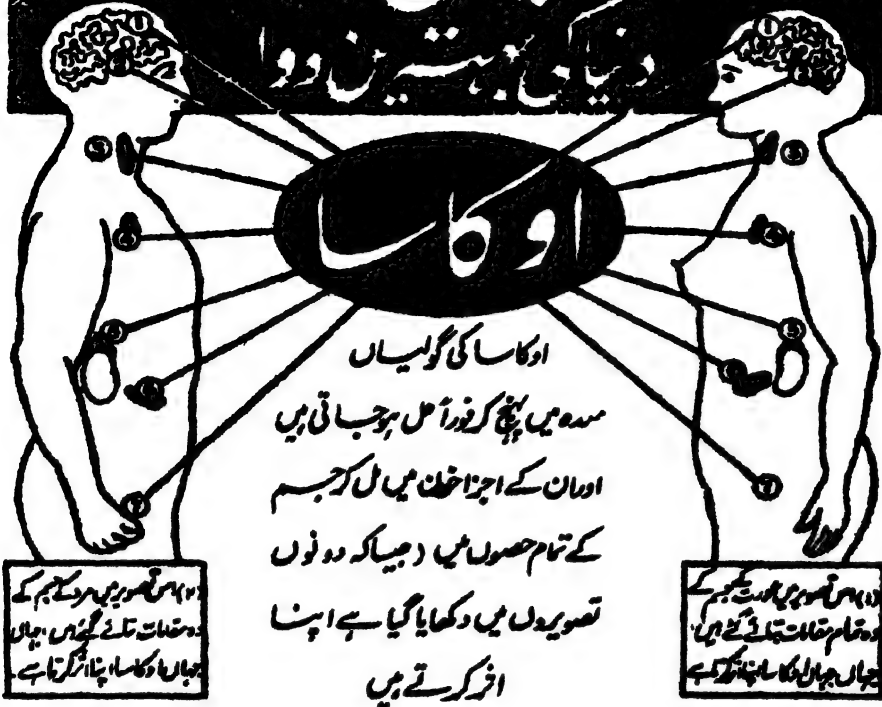 دنیا کی بہترین دوا
اوکاسا
اوکاسا کی گولیاں
معدہ میں پہنچ کر فوراً حل ہوجاتی ہیں
اور ان کے اجزا خون میں مل کر جسم
کے تمام حصوں میں (جیسا کہ دونوں
تصویروں میں دکھایا گیا ہے اپنا
اثر کرتے ہیں
(۱) اس تصویر میں عورت کے جسم کے
وہ تمام مقامات بتائے گئے ہیں
جہاں جہاں اوکاسا اپنا اثر کرتا ہے
(۲) اس تصویر میں مرد کے جسم کے
وہ مقامات بتائے گئے ہیں جہاں
جہاں اوکاسا اپنا اثر کرتا ہے۔